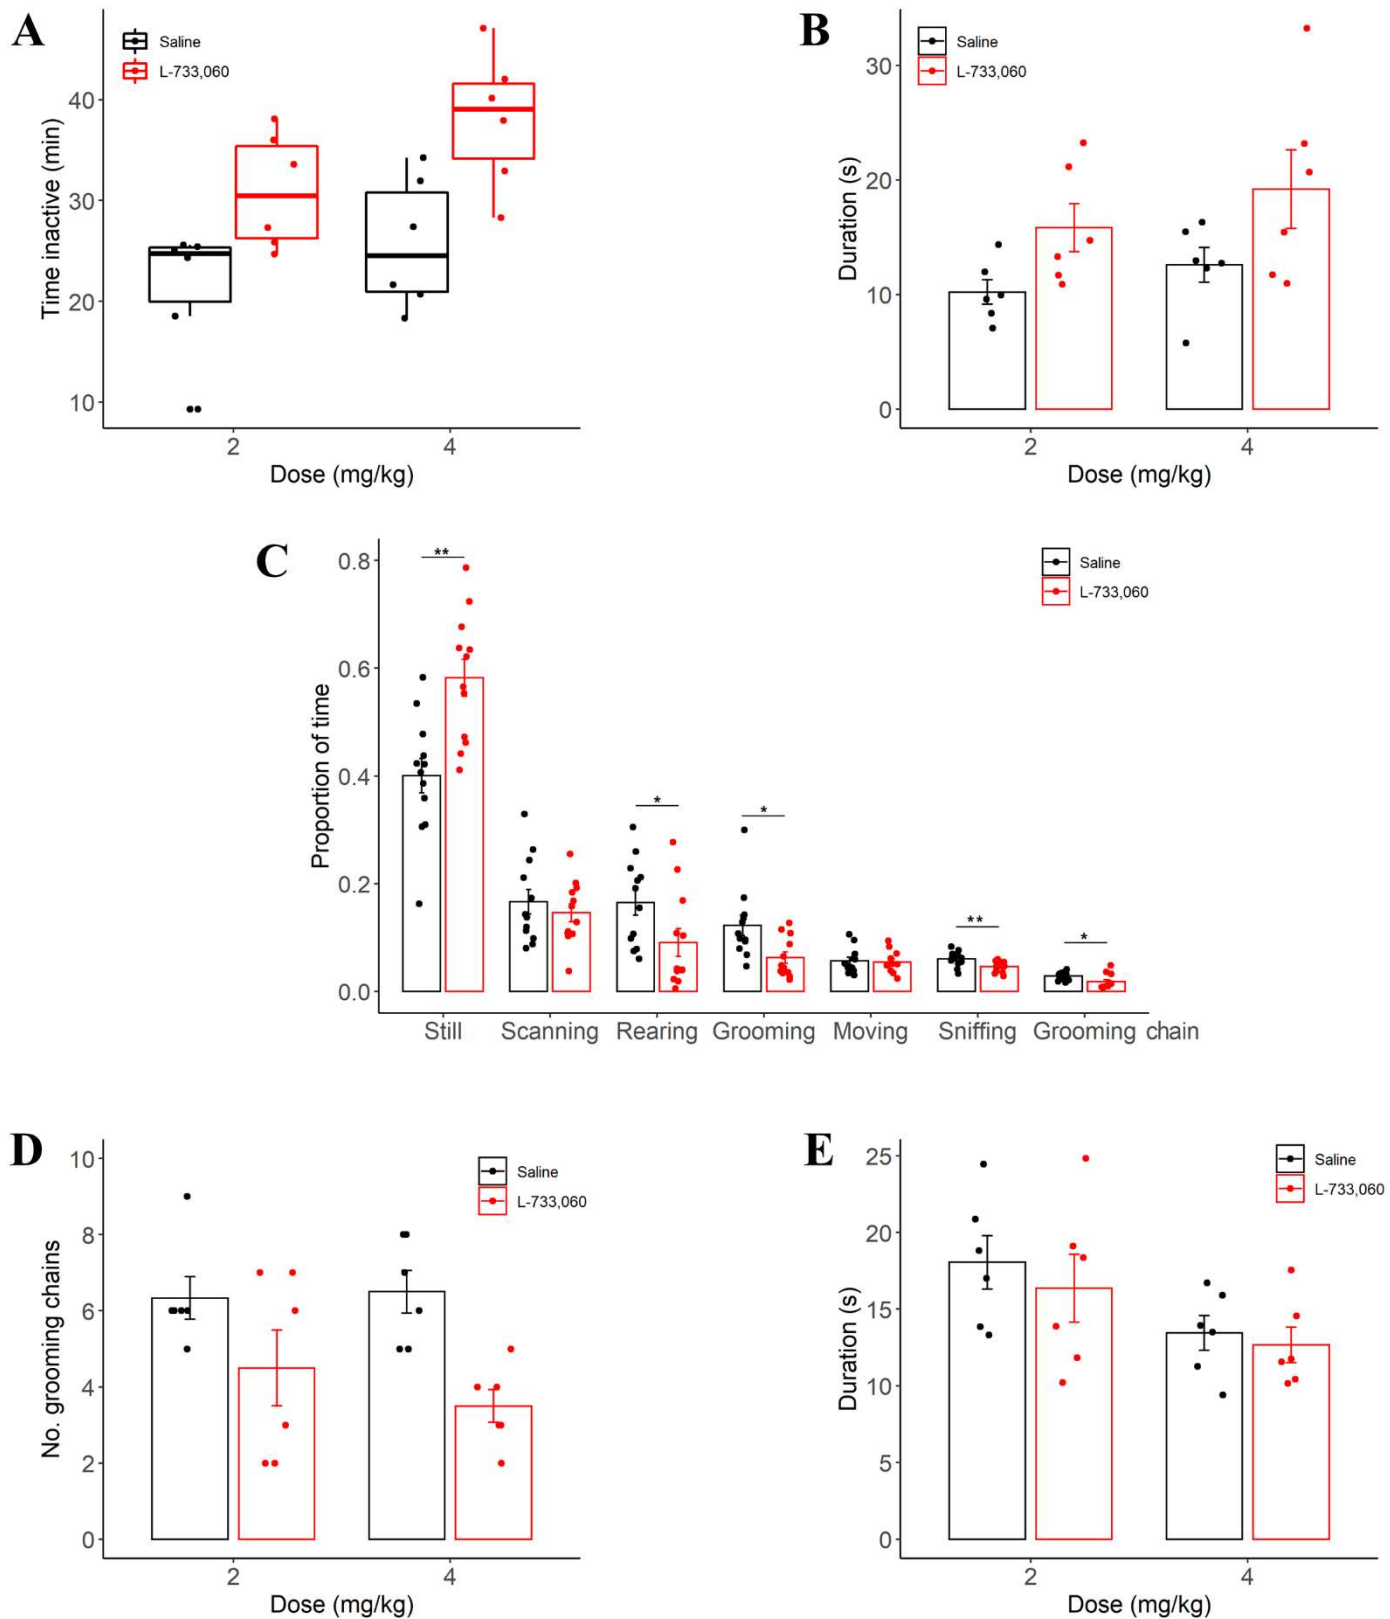 A
Saline
L-733,060
Time inactive (min)
40
30
20
10
2
4
Dose (mg/kg)
B
Saline
L-733,060
Duration (s)
30
20
10
0
2
4
Dose (mg/kg)
C
Saline
L-733,060
Proportion of time
0.8
0.6
0.4
0.2
0.0
**
*
*
**
*
Still
Scanning
Rearing
Grooming
Moving
Sniffing
Grooming chain
D
Saline
L-733,060
No. grooming chains
10
8
6
4
2
0
2
4
Dose (mg/kg)
E
Saline
L-733,060
Duration (s)
25
20
15
10
5
0
2
4
Dose (mg/kg)